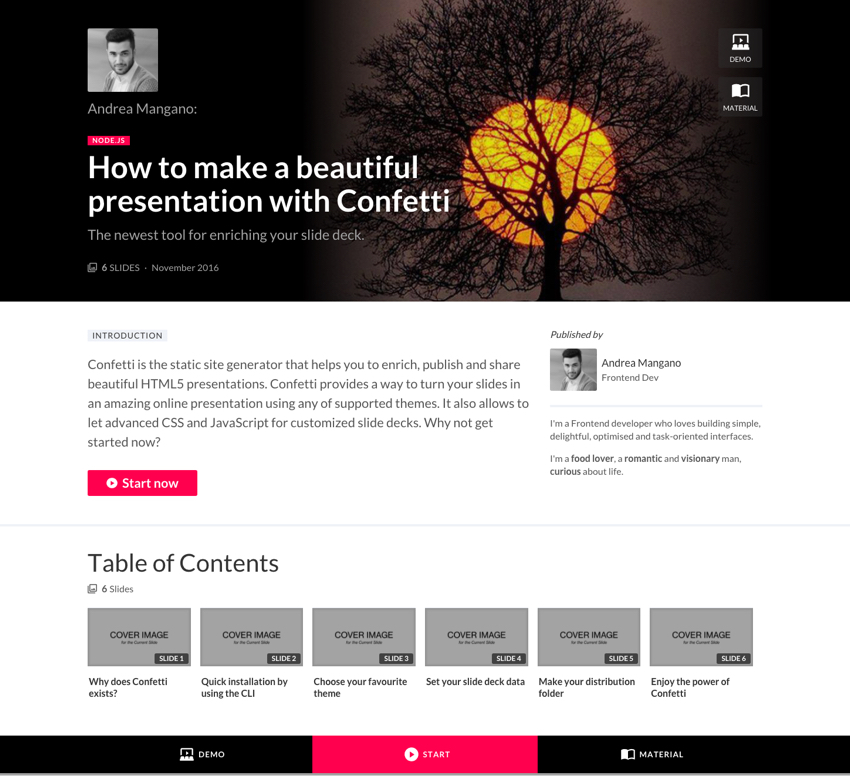 DEMO
MATERIAL
Andrea Mangano:
NODE.JS
How to make a beautiful
presentation with Confetti
The newest tool for enriching your slide deck.
6 SLIDES · November 2016
INTRODUCTION
Confetti is the static site generator that helps you to enrich, publish and share
beautiful HTML5 presentations. Confetti provides a way to turn your slides in
an amazing online presentation using any of supported themes. It also allows to
let advanced CSS and JavaScript for customized slide decks. Why not get
started now?
Start now
Published by
Andrea Mangano
Frontend Dev
I'm a Frontend developer who loves building simple,
delightful, optimised and task-oriented interfaces.
I'm a food lover, a romantic and visionary man,
curious about life.
Table of Contents
6 Slides
COVER IMAGE
for the Current Slide
SLIDE 1
Why does Confetti
exists?
COVER IMAGE
for the Current Slide
SLIDE 2
Quick installation by
using the CLI
COVER IMAGE
for the Current Slide
SLIDE 3
Choose your favourite
theme
COVER IMAGE
for the Current Slide
SLIDE 4
Set your slide deck data
COVER IMAGE
for the Current Slide
SLIDE 5
Make your distribution
folder
COVER IMAGE
for the Current Slide
SLIDE 6
Enjoy the power of
Confetti
DEMO
START
MATERIAL